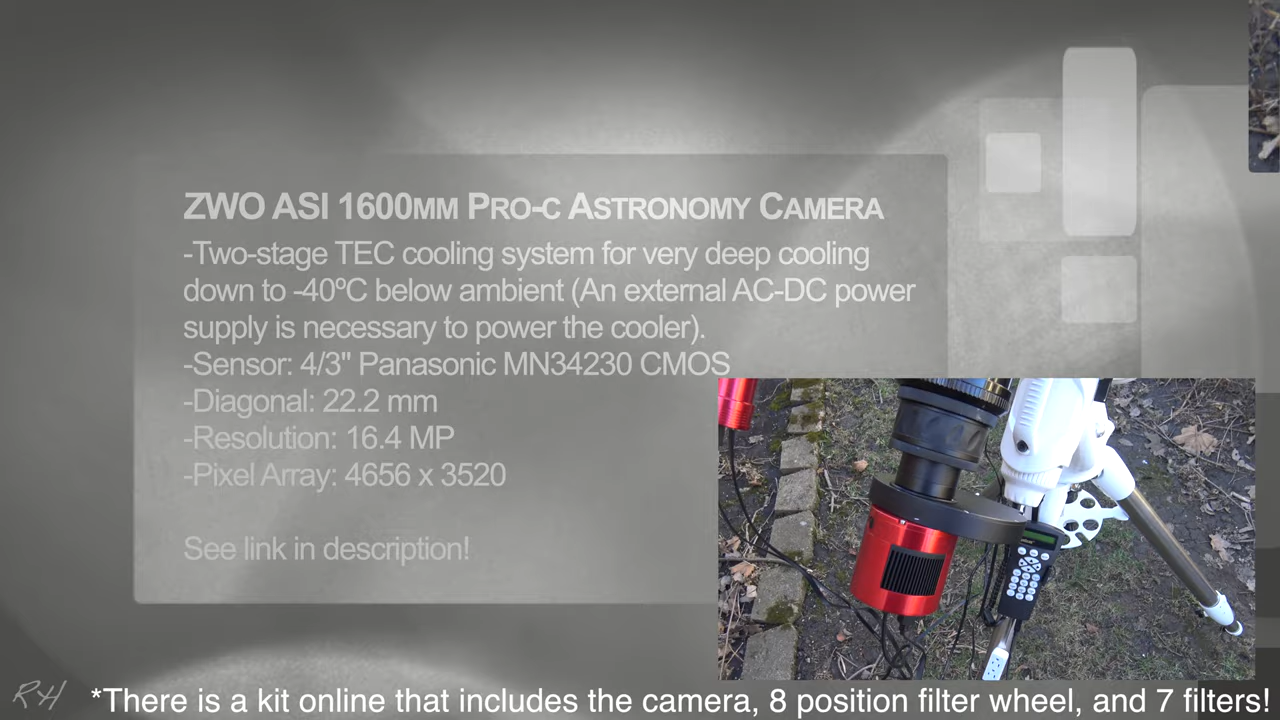 ZWO ASI 1600MM PRO-C ASTRONOMY CAMERA
-Two-stage TEC cooling system for very deep cooling
down to -40ºC below ambient (An external AC-DC power
supply is necessary to power the cooler).
-Sensor: 4/3" Panasonic MN34230 CMOS
-Diagonal: 22.2 mm
-Resolution: 16.4 MP
-Pixel Array: 4656 x 3520
See link in description!
RH
*There is a kit online that includes the camera, 8 position filter wheel, and 7 filters!